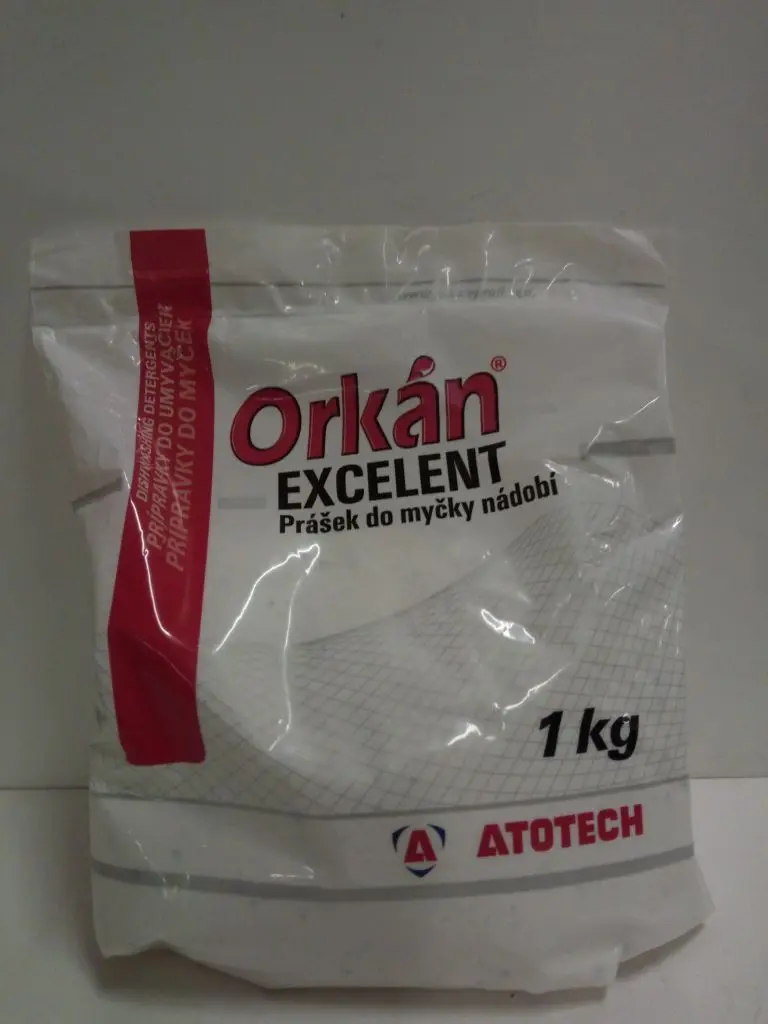 Orkán®
EXCELENT
Prášek do myčky nádobí
1 kg
A ATOTECH
DISHWASHING DETERGENTS
PRÍPRAVKY DO UMÝVAČIEK
PŘÍPRAVKY DO MYČEK